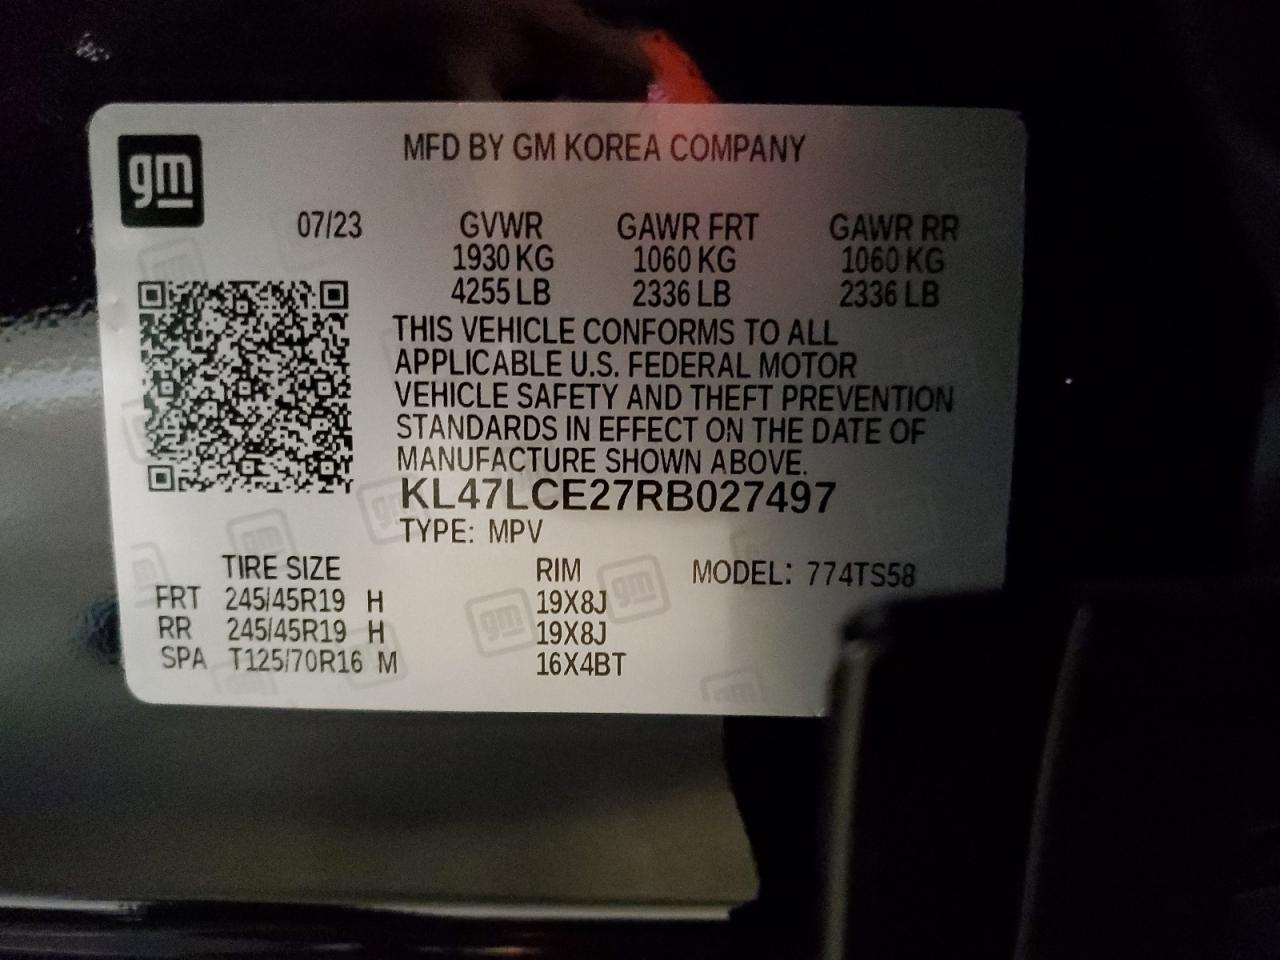 gm
MFD BY GM KOREA COMPANY
07/23 GVWR GAWR FRT GAWR RR
1930 KG 1060 KG 1060 KG
4255 LB 2336 LB 2336 LB
THIS VEHICLE CONFORMS TO ALL
APPLICABLE U.S. FEDERAL MOTOR
VEHICLE SAFETY AND THEFT PREVENTION
STANDARDS IN EFFECT ON THE DATE OF
MANUFACTURE SHOWN ABOVE.
KL47LCE27RB027497
TYPE: MPV
TIRE SIZE RIM MODEL: 774TS58
FRT 245/45R19 H 19X8J
RR 245/45R19 H 19X8J
SPA T125/70R16 M 16X4BT